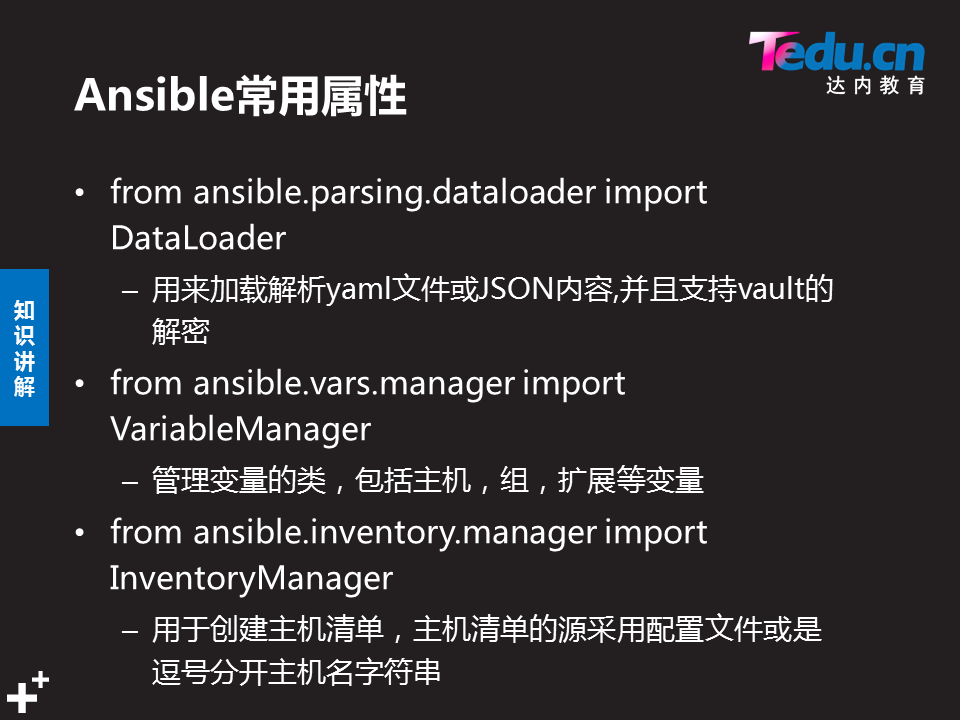 Tedu.cn
达内教育
Ansible常用属性
• from ansible.parsing.dataloader import
DataLoader
– 用来加载解析yaml文件或JSON内容,并且支持vault的
解密
• from ansible.vars.manager import
VariableManager
– 管理变量的类，包括主机，组，扩展等变量
• from ansible.inventory.manager import
InventoryManager
– 用于创建主机清单，主机清单的源采用配置文件或是
逗号分开主机名字符串
知
识
讲
解